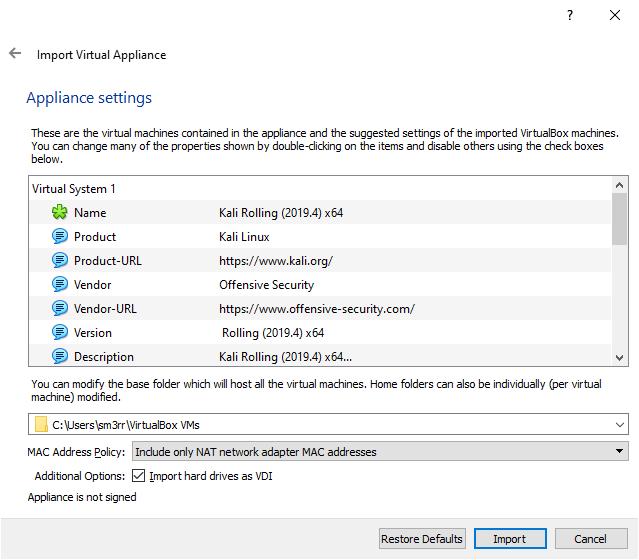 ?
Import Virtual Appliance
Appliance settings
These are the virtual machines contained in the appliance and the suggested settings of the imported VirtualBox machines.
You can change many of the properties shown by double-clicking on the items and disable others using the check boxes
below.
Virtual System 1
Name Kali Rolling (2019.4) x64
Product Kali Linux
Product-URL https://www.kali.org/
Vendor Offensive Security
Vendor-URL https://www.offensive-security.com/
Version Rolling (2019.4) x64
Description Kali Rolling (2019.4) x64...
You can modify the base folder which will host all the virtual machines. Home folders can also be individually (per virtual
machine) modified.
C:\Users\sm3rr\VirtualBox VMs
MAC Address Policy: Include only NAT network adapter MAC addresses
Additional Options: Import hard drives as VDI
Appliance is not signed
Restore Defaults Import Cancel